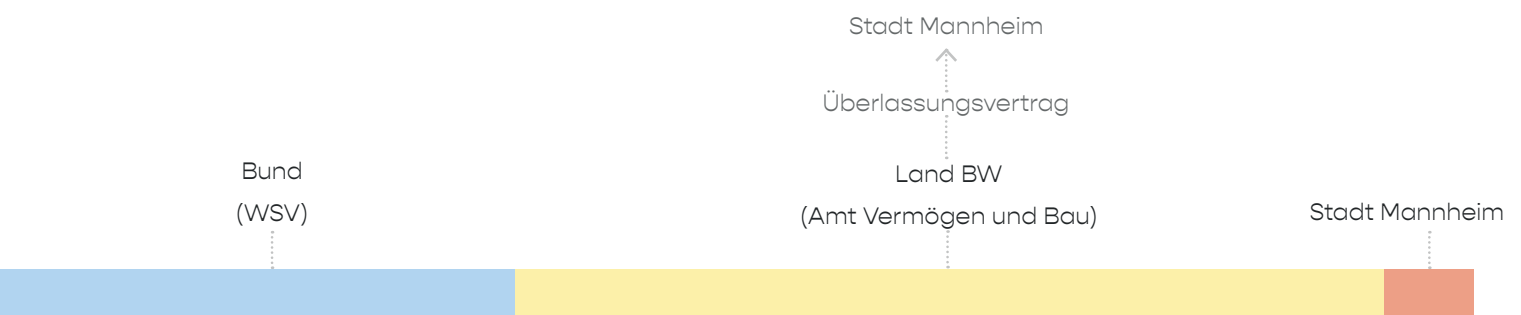 Stadt Mannheim
Überlassungsvertrag
Bund
(WSV)
Land BW
(Amt Vermögen und Bau)
Stadt Mannheim